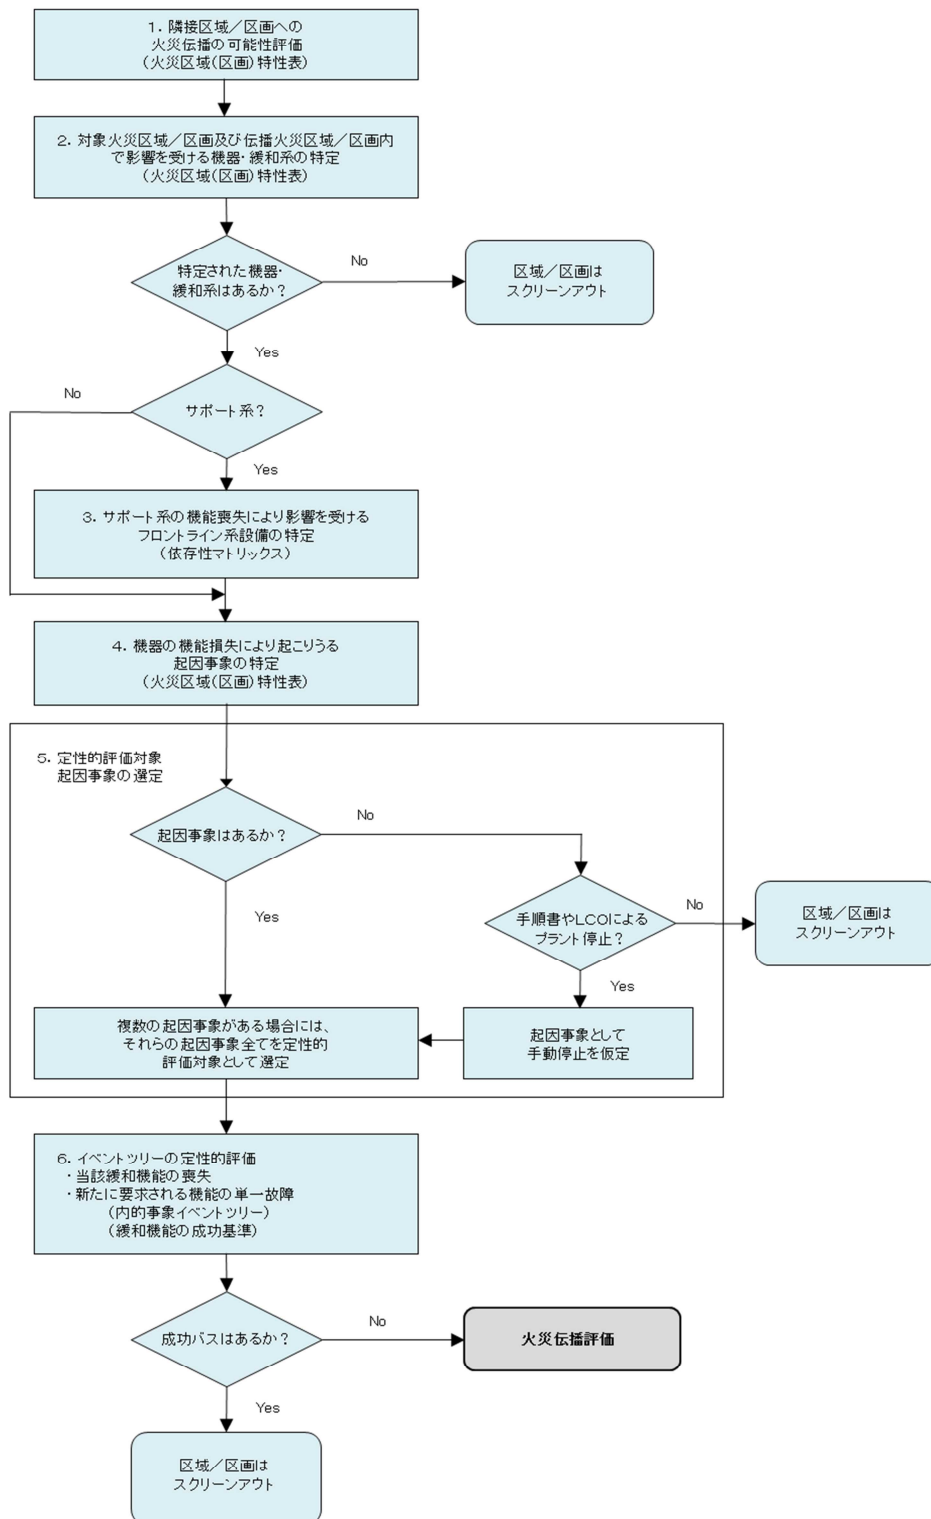 1. 隣接区域／区画への
火災伝播の可能性評価
(火災区域(区画)特性表)
2. 対象火災区域／区画及び伝播火災区域／区画内
で影響を受ける機器・緩和系の特定
(火災区域(区画)特性表)
特定された機器・
緩和系はあるか？
No
区域／区画は
スクリーンアウト
Yes
サポート系？
No
Yes
3. サポート系の機能喪失により影響を受ける
フロントライン系設備の特定
(依存性マトリックス)
4. 機器の機能損失により起こりうる
起因事象の特定
(火災区域(区画)特性表)
5. 定性的評価対象
起因事象の選定
起因事象はあるか？
No
Yes
手順書やLCOによる
プラント停止？
No
区域／区画は
スクリーンアウト
Yes
複数の起因事象がある場合には、
それらの起因事象全てを定性的
評価対象として選定
起因事象として
手動停止を仮定
6. イベントツリーの定性的評価
・当該緩和機能の喪失
・新たに要求される機能の単一故障
(内的事象イベントツリー)
(緩和機能の成功基準)
成功パスはあるか？
No
火災伝播評価
Yes
区域／区画は
スクリーンアウト